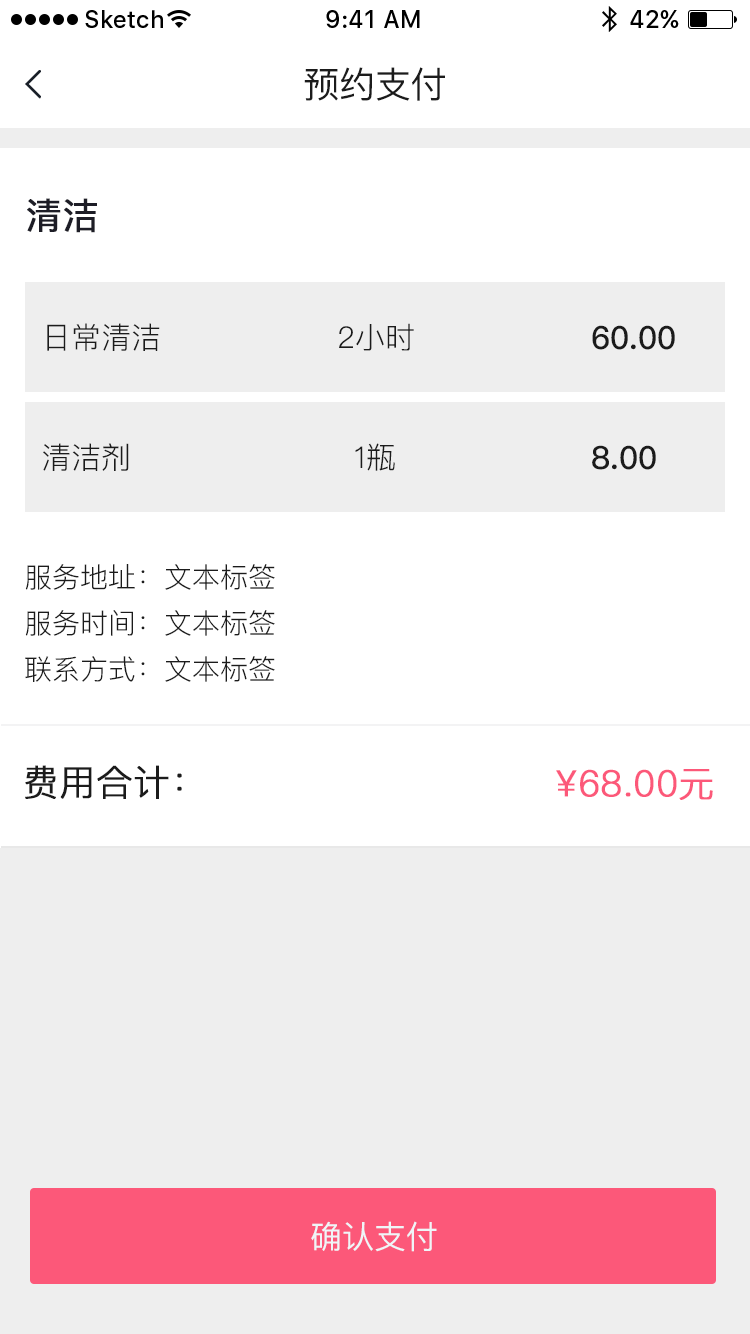 Sketch 9:41 AM 42%
预约支付
清洁
日常清洁 2小时 60.00
清洁剂 1瓶 8.00
服务地址：文本标签
服务时间：文本标签
联系方式：文本标签
费用合计： ¥68.00元
确认支付